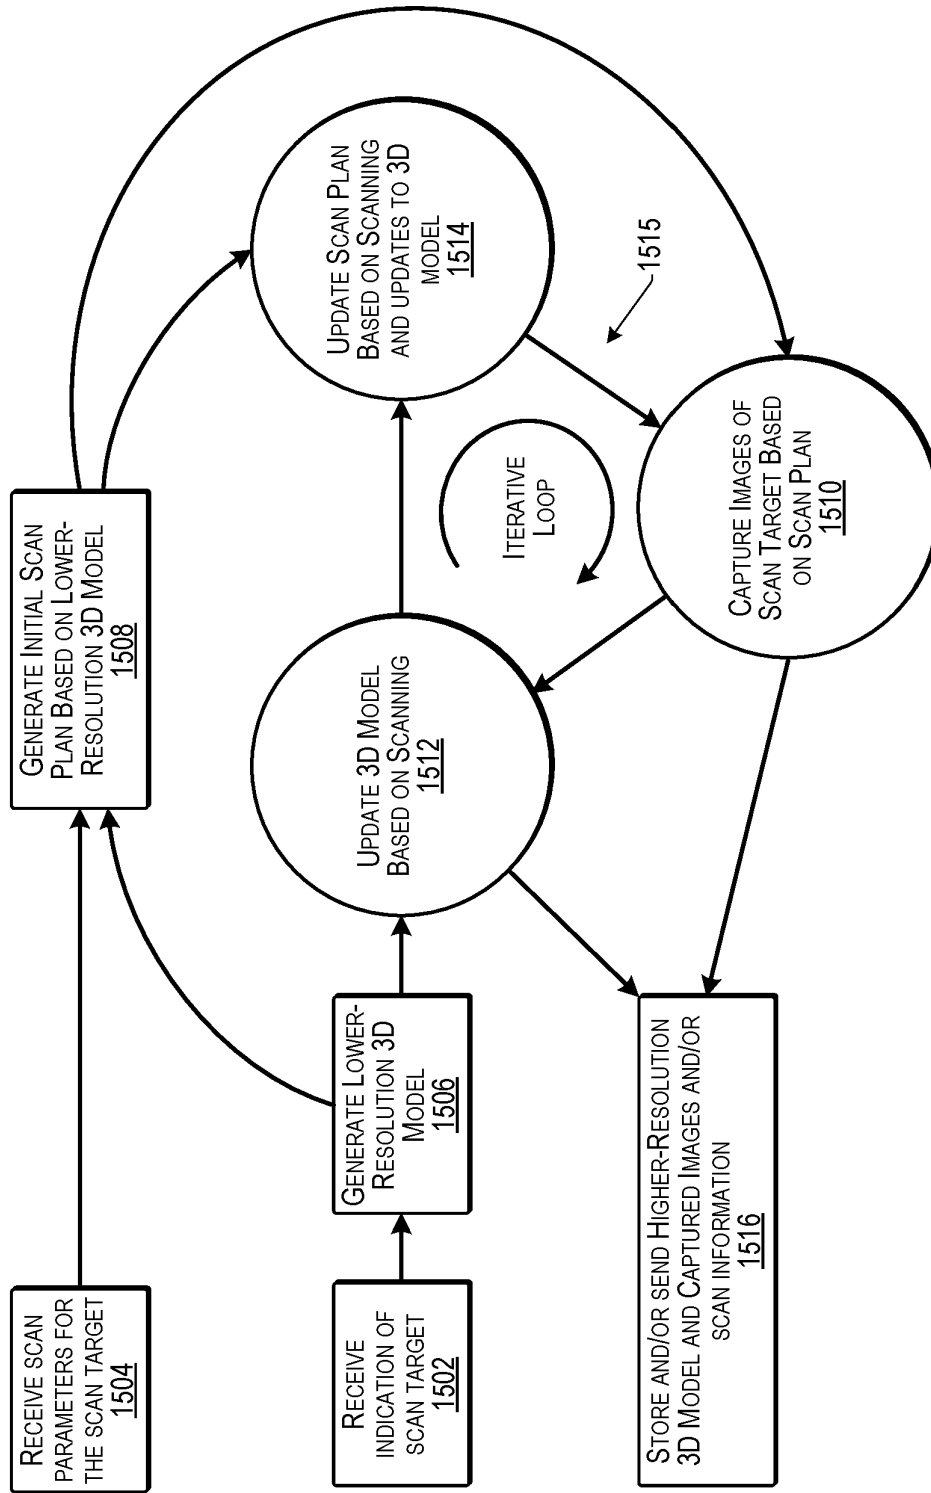 RECEIVE SCAN
PARAMETERS FOR
THE SCAN TARGET
1504
GENERATE INITIAL SCAN
PLAN BASED ON LOWER-
RESOLUTION 3D MODEL
1508
RECEIVE
INDICATION OF
SCAN TARGET
1502
GENERATE LOWER-
RESOLUTION 3D
MODEL
1506
UPDATE 3D MODEL
BASED ON SCANNING
1512
UPDATE SCAN PLAN
BASED ON SCANNING
AND UPDATES TO 3D
MODEL
1514
ITERATIVE
LOOP
1515
STORE AND/OR SEND HIGHER-RESOLUTION
3D MODEL AND CAPTURED IMAGES AND/OR
SCAN INFORMATION
1516
CAPTURE IMAGES OF
SCAN TARGET BASED
ON SCAN PLAN
1510